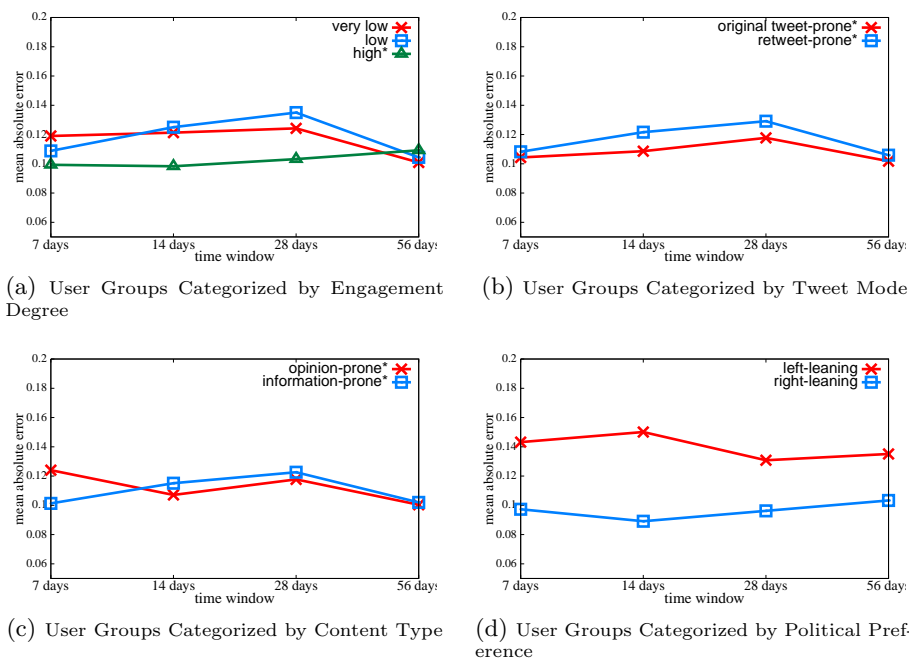 0.2
0.18
0.16
0.14
0.12
0.1
0.08
0.06
mean absolute error
very low
low
high*
7 days
14 days
28 days
56 days
time window
(a) User Groups Categorized by Engagement
Degree
0.2
0.18
0.16
0.14
0.12
0.1
0.08
0.06
mean absolute error
original tweet-prone*
retweet-prone*
7 days
14 days
28 days
56 days
time window
(b) User Groups Categorized by Tweet Mode
0.2
0.18
0.16
0.14
0.12
0.1
0.08
0.06
mean absolute error
opinion-prone*
information-prone*
7 days
14 days
28 days
56 days
time window
(c) User Groups Categorized by Content Type
0.2
0.18
0.16
0.14
0.12
0.1
0.08
0.06
mean absolute error
left-leaning
right-leaning
7 days
14 days
28 days
56 days
time window
(d) User Groups Categorized by Political Pref-
erence